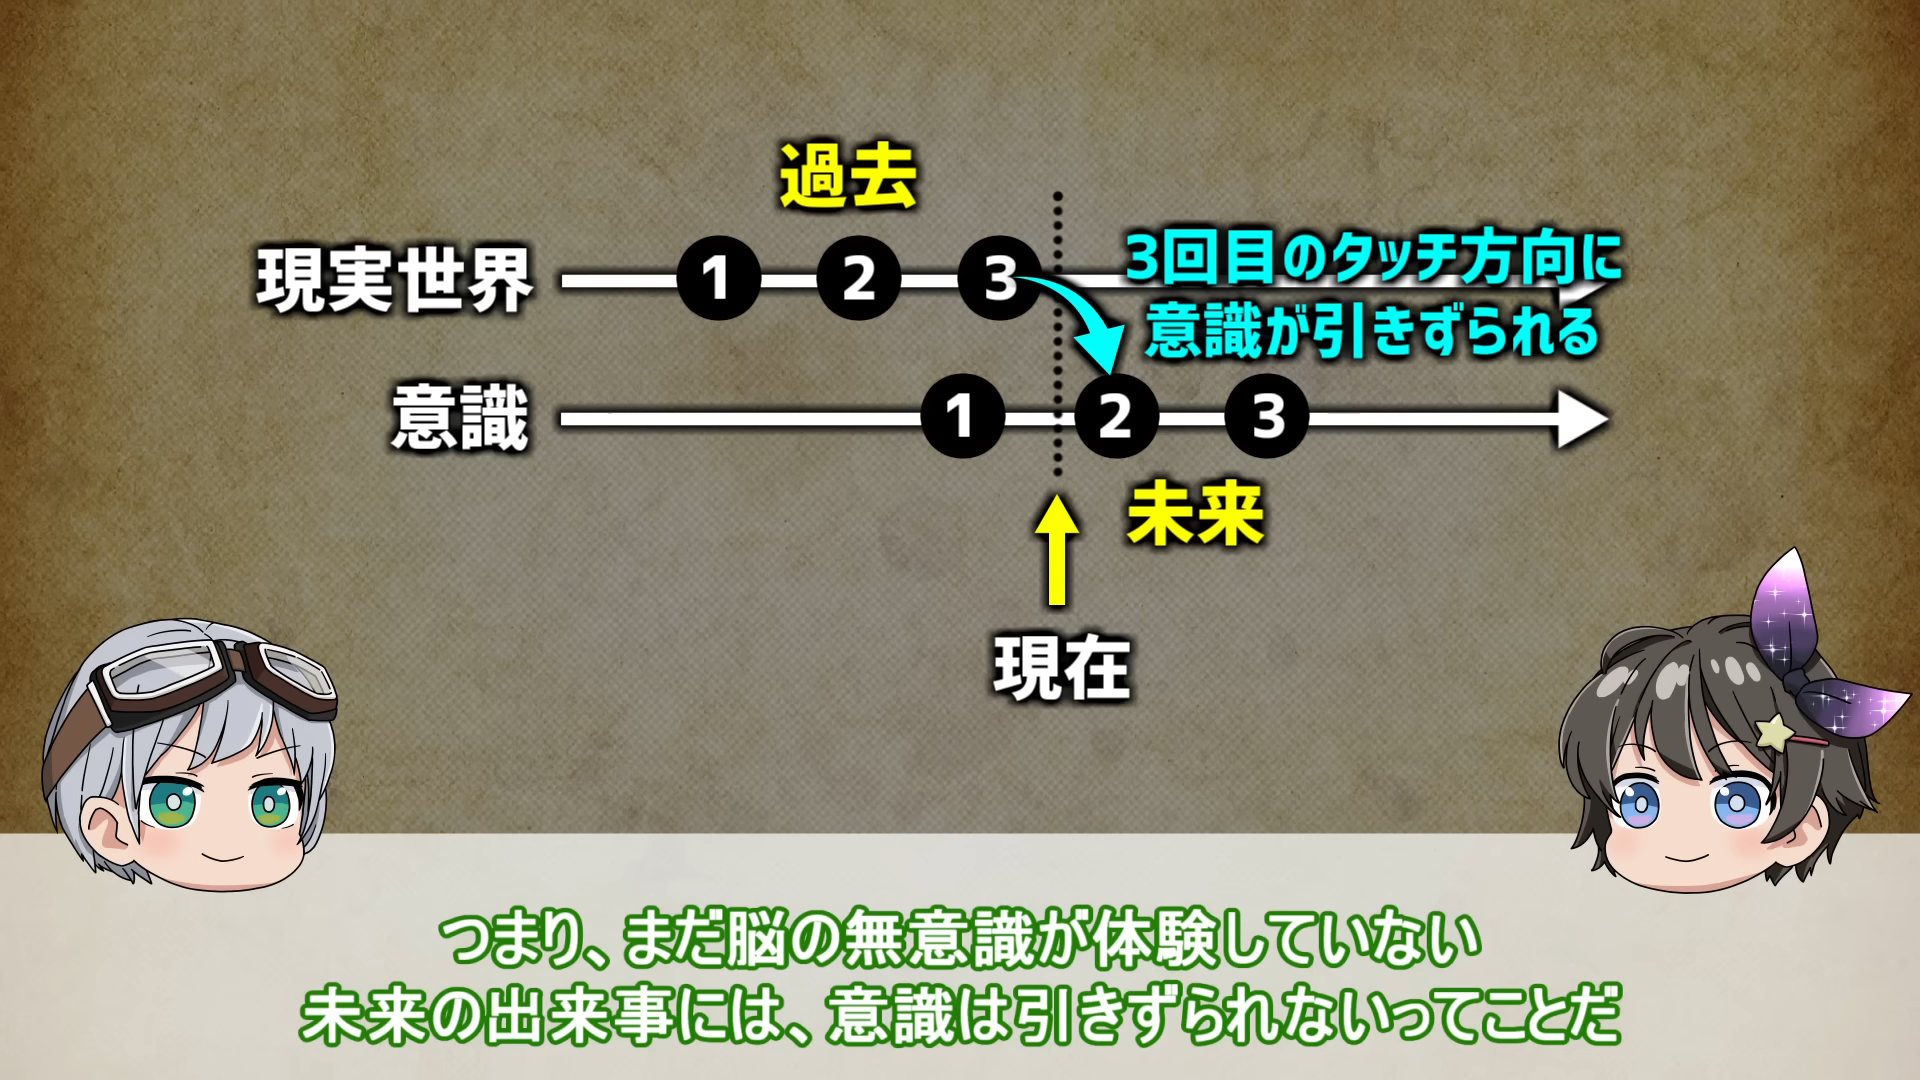 過去
現実世界
1 2 3
3回目のタッチ方向に
意識が引きずられる
意識
1 2 3
未来
現在
つまり、まだ脳の無意識が体験していない
未来の出来事には、意識は引きずられないってことだ